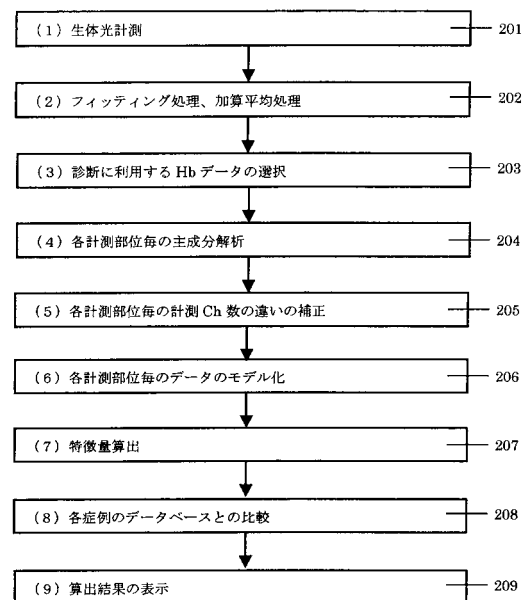 (1) 生体光計測 201
(2) フィッティング処理、加算平均処理 202
(3) 診断に利用する Hb データの選択 203
(4) 各計測部位毎の主成分解析 204
(5) 各計測部位毎の計測 Ch 数の違いの補正 205
(6) 各計測部位毎のデータのモデル化 206
(7) 特徴量算出 207
(8) 各症例のデータベースとの比較 208
(9) 算出結果の表示 209